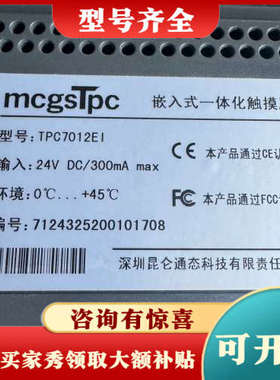 型号齐全
mcgsTpc
嵌入式一体化触摸
型号: TPC7012EI
输入: 24V DC/300mA max
本产品通过CE认
环境: 0℃... +45℃
FC
本产品通过FCC
编号: 7124325200101708
深圳昆仑通态科技有限责任
咨询有惊喜
买家秀领取大额补贴
可开